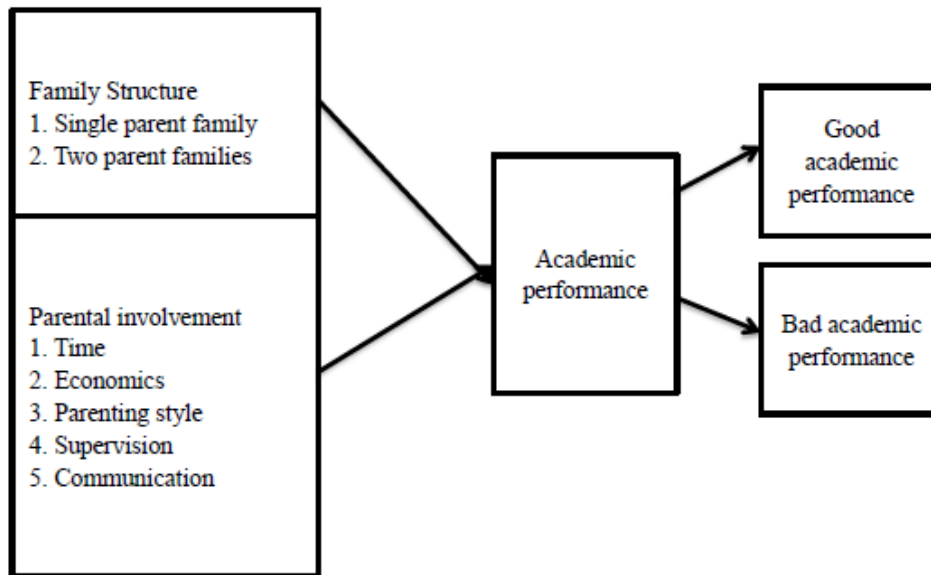 Family Structure
1. Single parent family
2. Two parent families
Parental involvement
1. Time
2. Economics
3. Parenting style
4. Supervision
5. Communication
Academic
performance
Good
academic
performance
Bad academic
performance